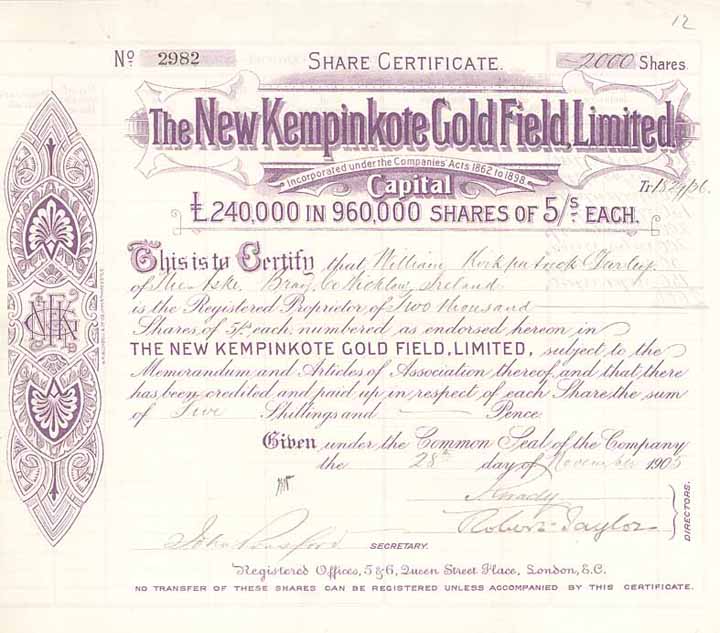 12
No. 2982 SHARE CERTIFICATE. 2000 Shares.
The New Kempinkote Gold Field, Limited.
Incorporated under the Companies' Acts 1862 to 1898.
Capital
£240,000 IN 960,000 SHARES OF 5/s. EACH.
This is to Certify that William Kirkpatrick
of Bray, Co Wicklow, Ireland
is the Registered Proprietor of Two thousand
Shares of 5/- each, numbered as endorsed hereon in
THE NEW KEMPINKOTE GOLD FIELD, LIMITED, subject to the
Memorandum and Articles of Association thereof, and that there
has been credited and paid up in respect of each Share, the sum
of Five Shillings and Pence
Given under the Common Seal of the Company
the 28th day of November 1905
Robert Taylor
DIRECTORS.
John
SECRETARY.
Registered Offices, 5 & 6, Queen Street Place, London, E.C.
NO TRANSFER OF THESE SHARES CAN BE REGISTERED UNLESS ACCOMPANIED BY THIS CERTIFICATE.